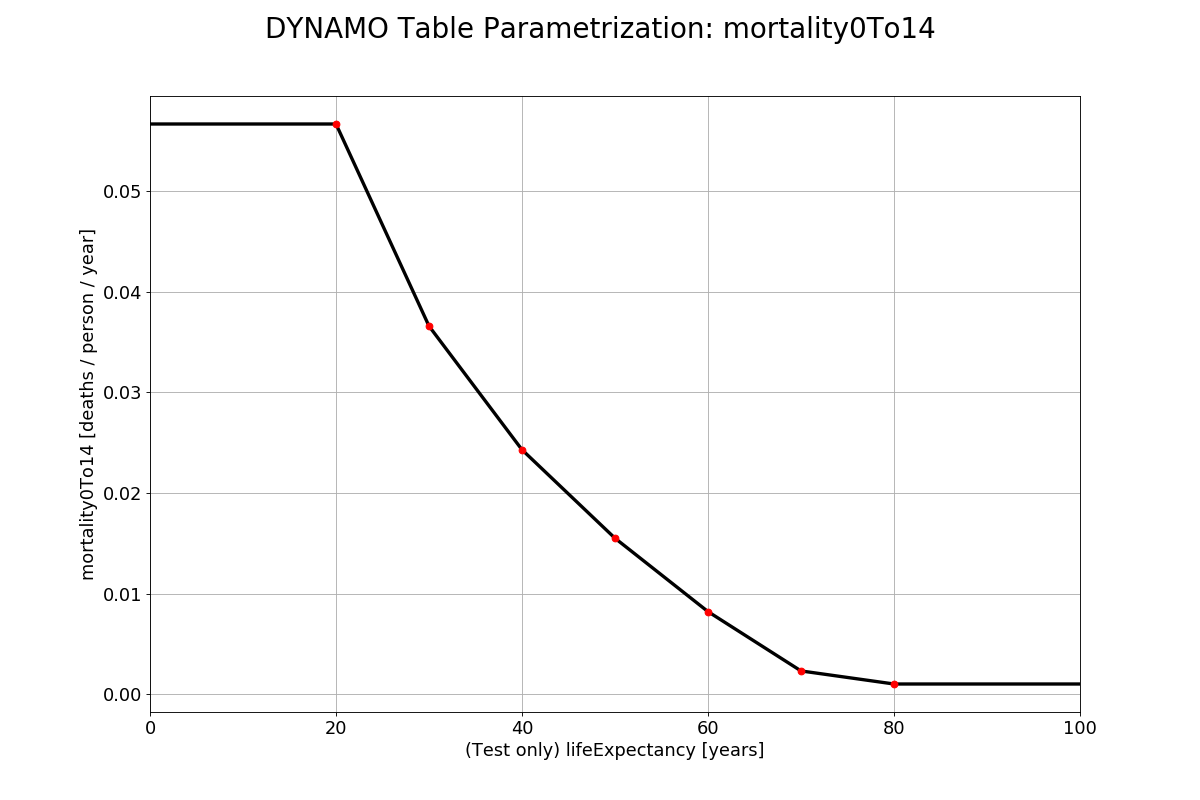 DYNAMO Table Parametrization: mortality0To14
mortality0To14 [deaths / person / year]
0.05
0.04
0.03
0.02
0.01
0.00
0 20 40 60 80 100
(Test only) lifeExpectancy [years]